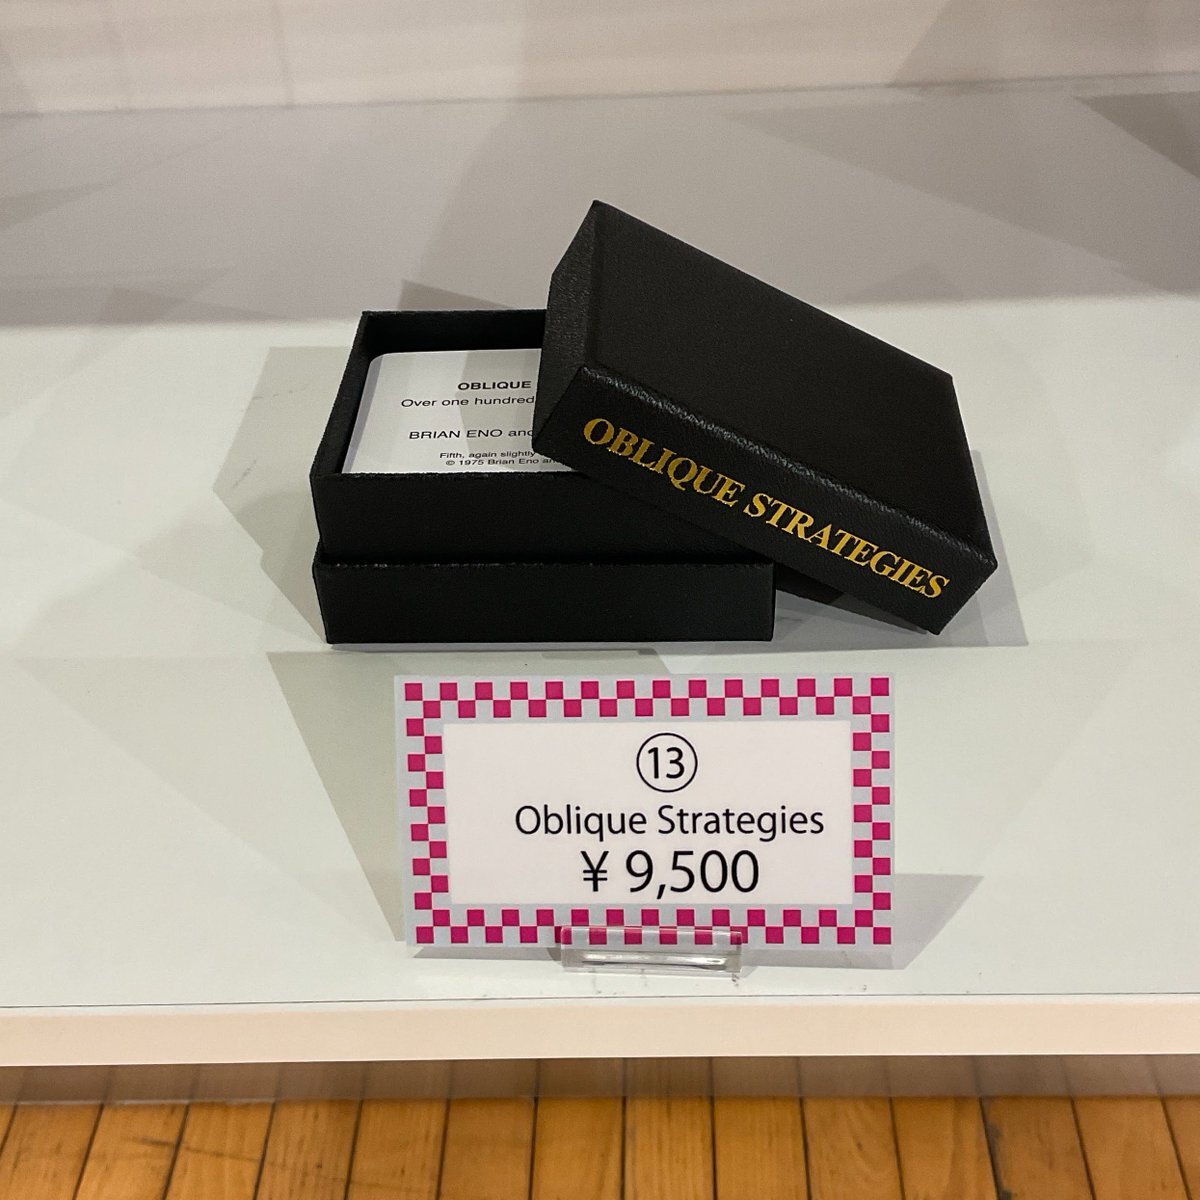 OBLIQUE
Over one hundred
BRIAN ENO and
Fifth, again slightly
© 1975 Brian Eno an
OBLIQUE STRATEGIES
⑬
Oblique Strategies
¥ 9,500